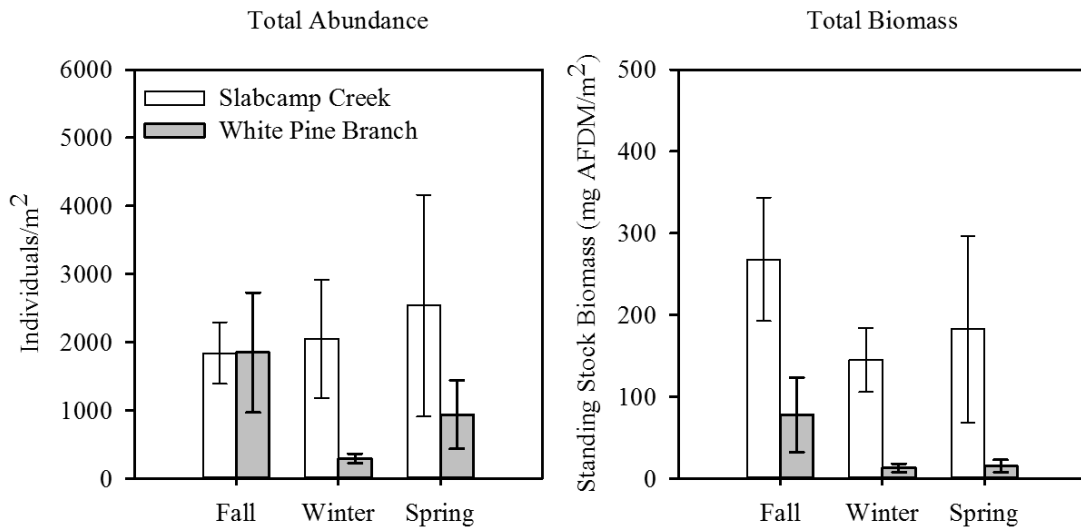 Total Abundance
Individuals/m²
6000
5000
4000
3000
2000
1000
0
Slabcamp Creek
White Pine Branch
Fall Winter Spring
Total Biomass
Standing Stock Biomass (mg AFDM/m²)
500
400
300
200
100
0
Fall Winter Spring